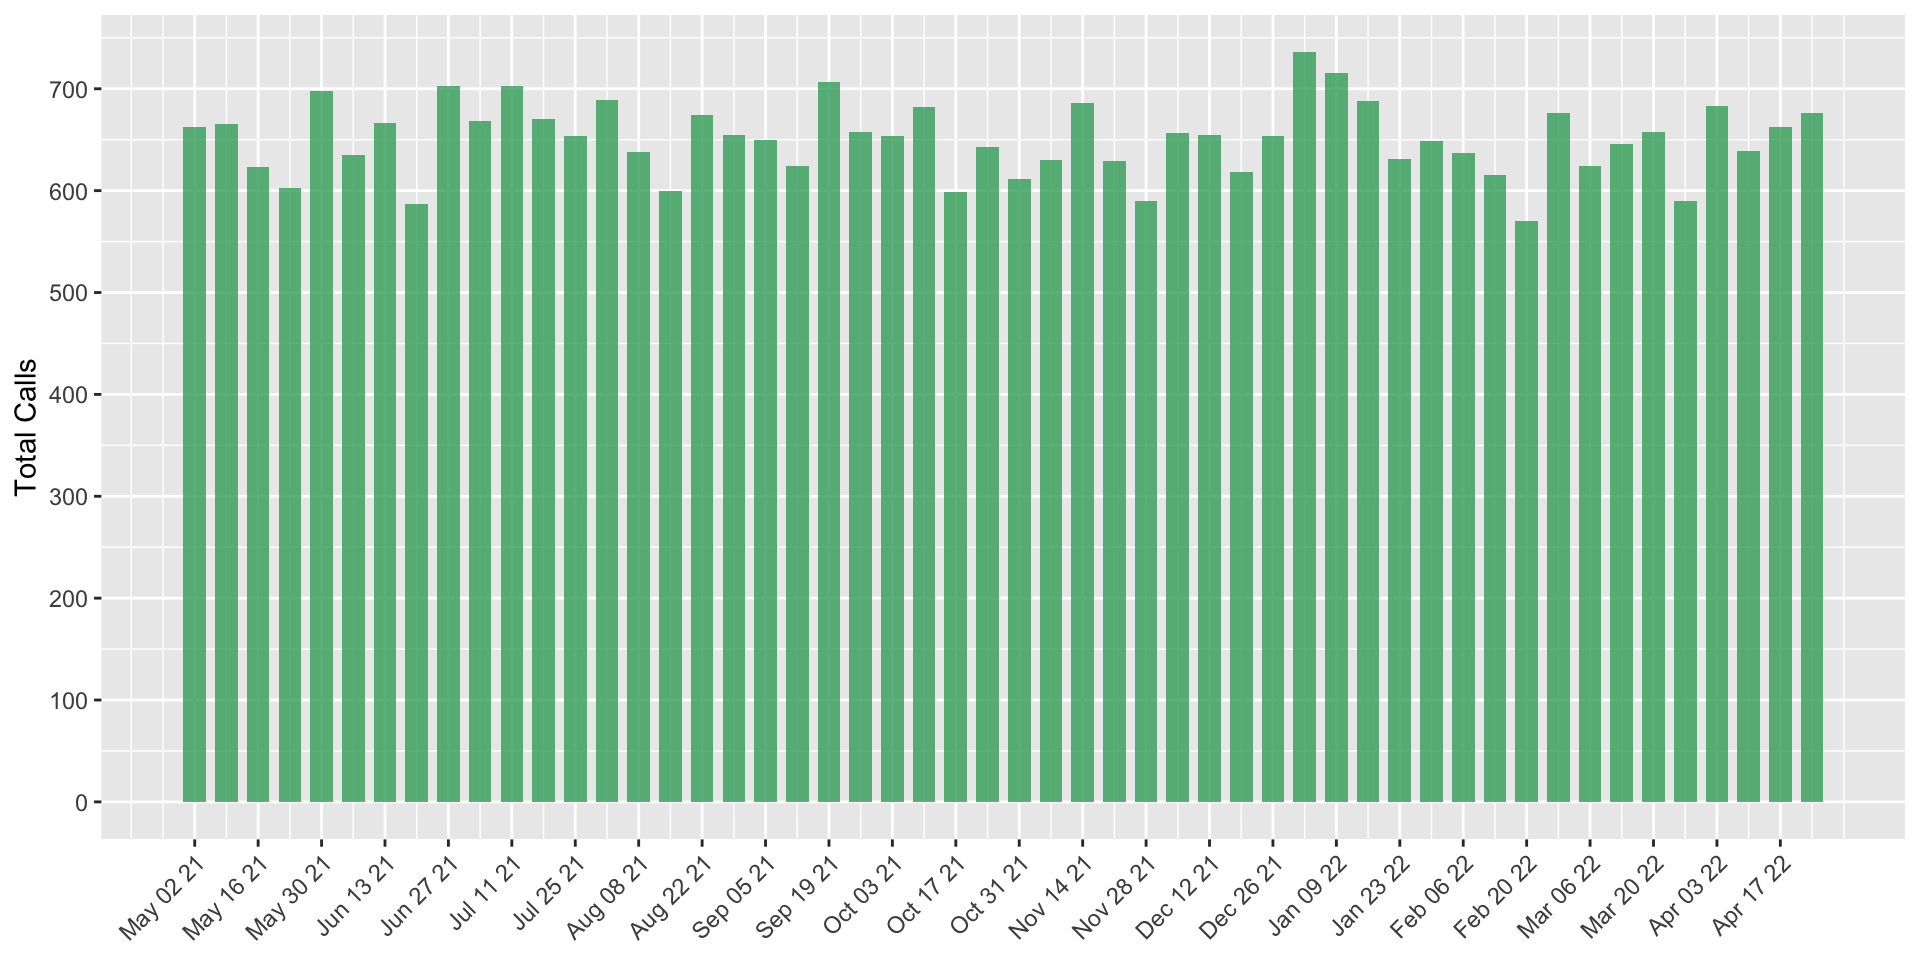 Total Calls
700
600
500
400
300
200
100
0
May 02 21
May 16 21
May 30 21
Jun 13 21
Jun 27 21
Jul 11 21
Jul 25 21
Aug 08 21
Aug 22 21
Sep 05 21
Sep 19 21
Oct 03 21
Oct 17 21
Oct 31 21
Nov 14 21
Nov 28 21
Dec 12 21
Dec 26 21
Jan 09 22
Jan 23 22
Feb 06 22
Feb 20 22
Mar 06 22
Mar 20 22
Apr 03 22
Apr 17 22